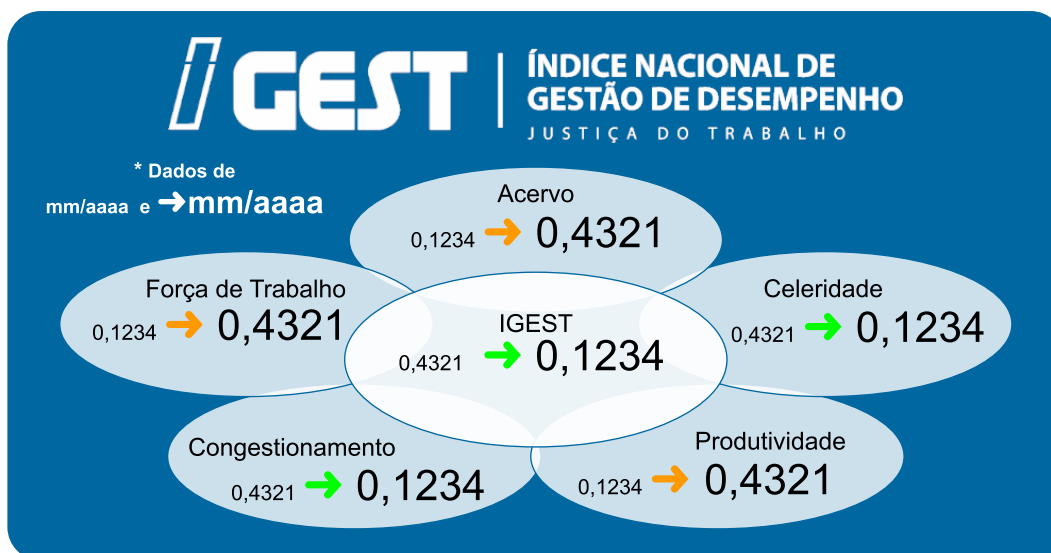 IGEST
ÍNDICE NACIONAL DE
GESTÃO DE DESEMPENHO
JUSTIÇA DO TRABALHO
* Dados de
mm/aaaa e ➔mm/aaaa
Acervo
0,1234 ➔ 0,4321
Força de Trabalho
0,1234 ➔ 0,4321
IGEST
0,4321 ➔ 0,1234
Celeridade
0,4321 ➔ 0,1234
Congestionamento
0,4321 ➔ 0,1234
Produtividade
0,1234 ➔ 0,4321